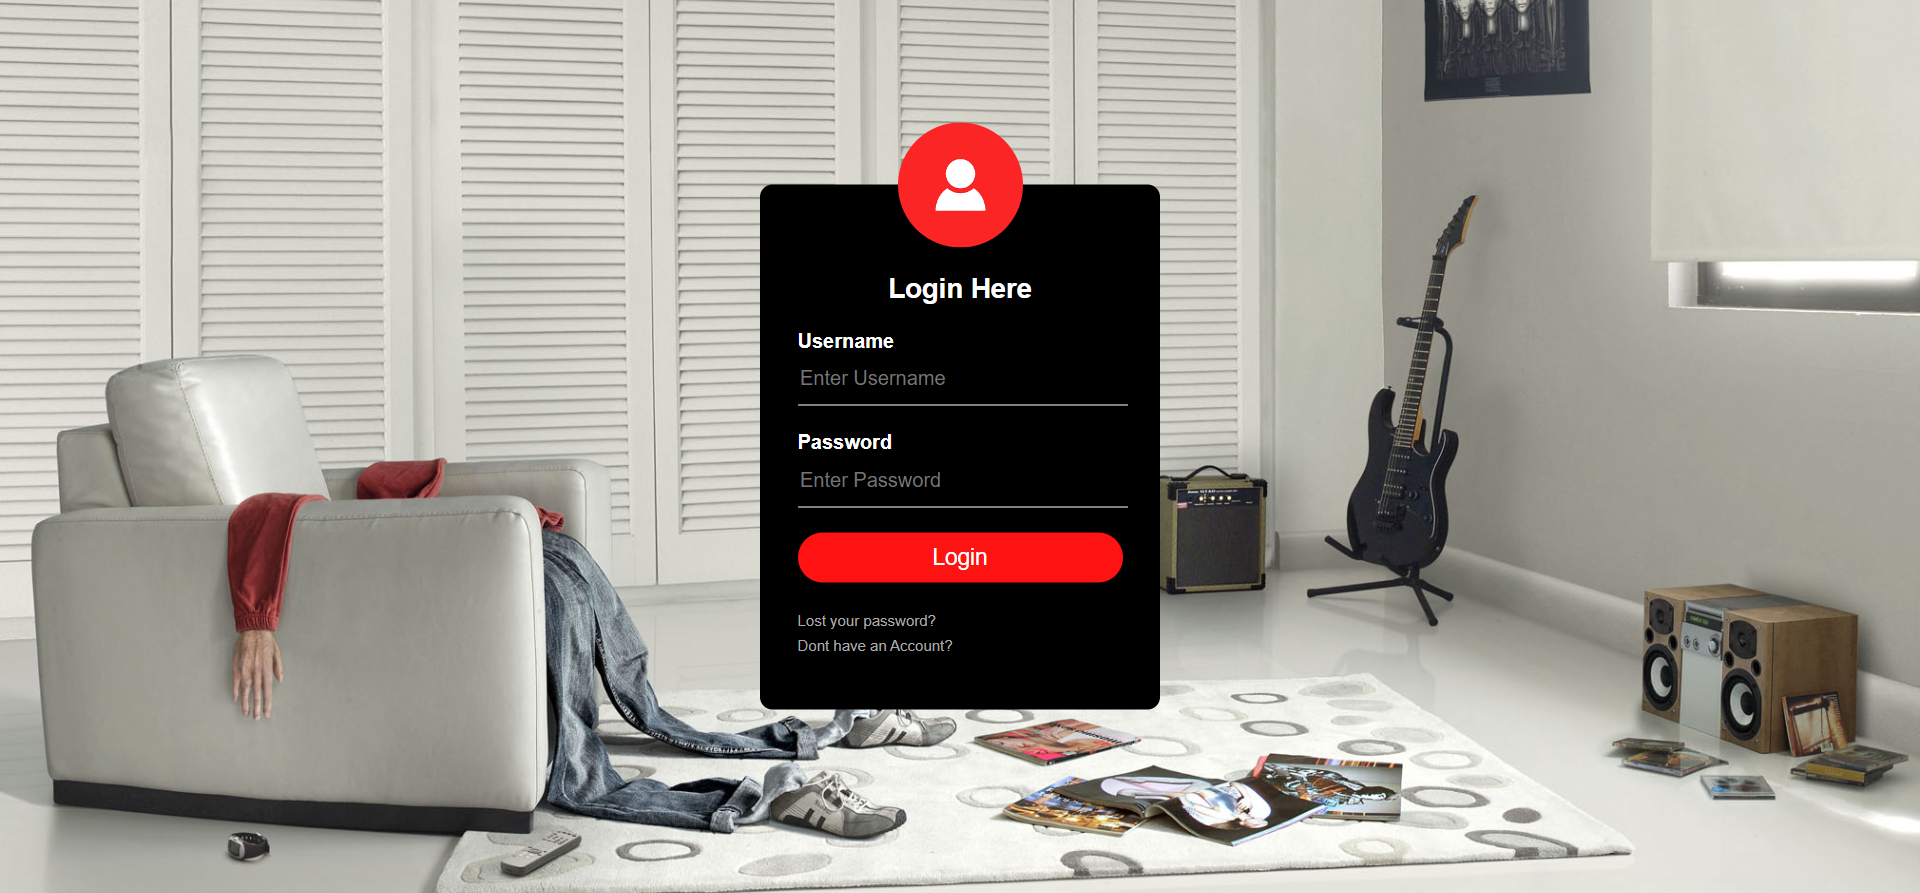 Login Here
Username
Enter Username
Password
Enter Password
Login
Lost your password?
Dont have an Account?